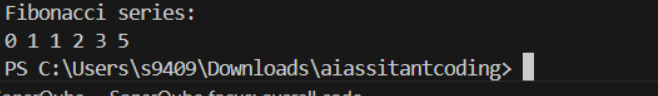 Fibonacci series:
0 1 1 2 3 5
PS C:\Users\s9409\Downloads\aiassitantcoding>